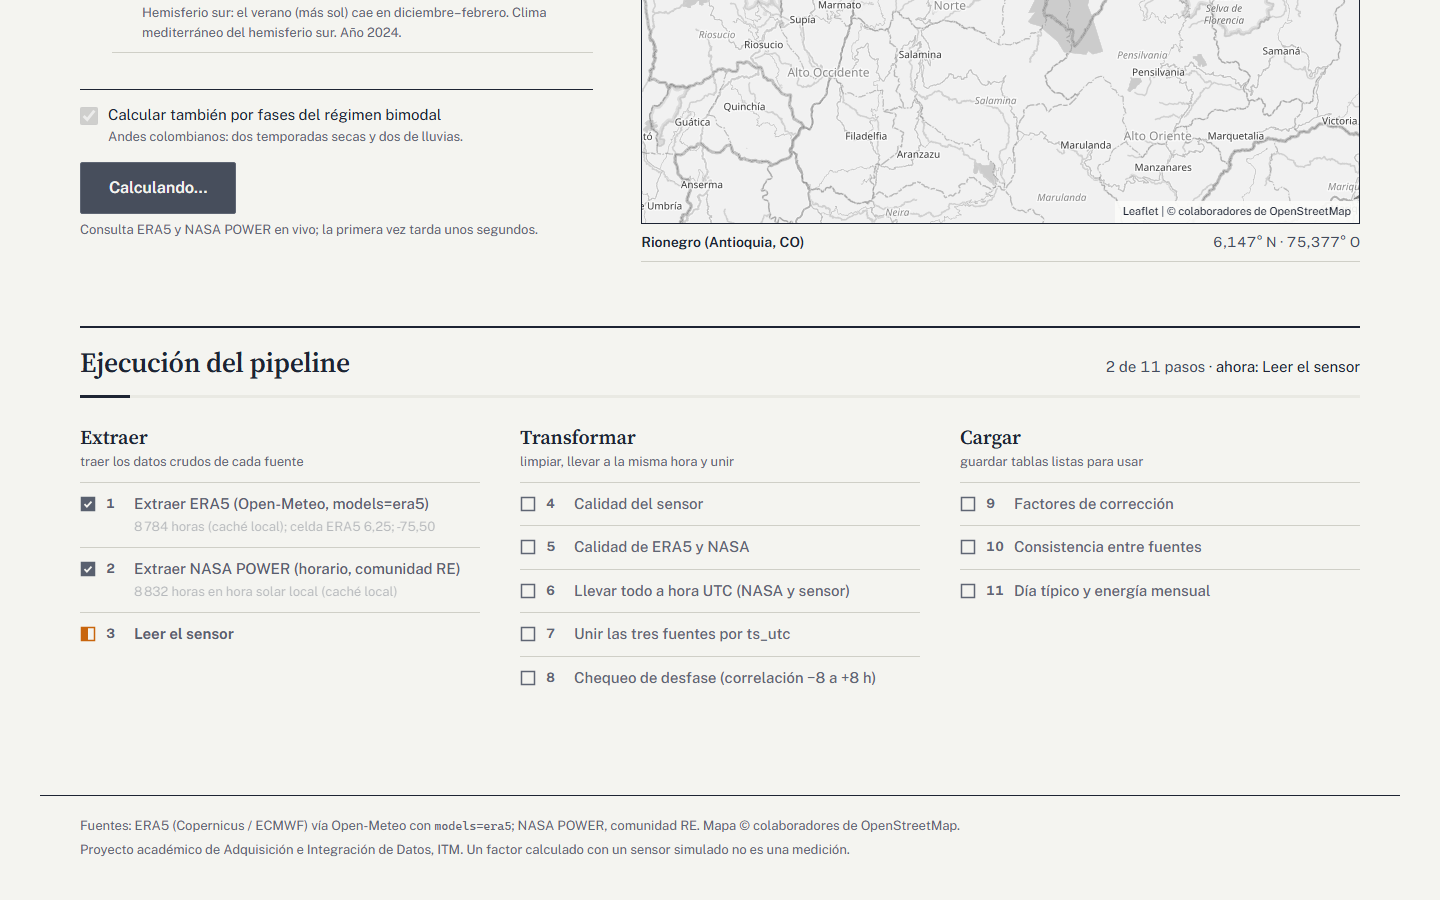 Hemisferio sur: el verano (más sol) cae en diciembre–febrero. Clima
mediterráneo del hemisferio sur. Año 2024.
Calcular también por fases del régimen bimodal
Andes colombianos: dos temporadas secas y dos de lluvias.
Calculando…
Consulta ERA5 y NASA POWER en vivo; la primera vez tarda unos segundos.
Marmato
Norte
Selva de
Florencia
Supía
Riosucio
Riosucio
Salamina
Pensilvania
Samaná
Alto Occidente
Pensilvania
Quinchía
Salamina
Guática
Victoria
tó
Filadelfia
Alto Oriente
Marquetalia
Marulanda
Aranzazu
Manzanares
Anserma
Marulanda
Mariqu
e Umbría
Neira
Leaflet | © colaboradores de OpenStreetMap
Rionegro (Antioquia, CO)
6,147° N · 75,377° O
Ejecución del pipeline
2 de 11 pasos · ahora: Leer el sensor
Extraer
traer los datos crudos de cada fuente
1 Extraer ERA5 (Open-Meteo, models=era5)
8 784 horas (caché local); celda ERA5 6,25; -75,50
2 Extraer NASA POWER (horario, comunidad RE)
8 832 horas en hora solar local (caché local)
3 Leer el sensor
Transformar
limpiar, llevar a la misma hora y unir
4 Calidad del sensor
5 Calidad de ERA5 y NASA
6 Llevar todo a hora UTC (NASA y sensor)
7 Unir las tres fuentes por ts_utc
8 Chequeo de desfase (correlación −8 a +8 h)
Cargar
guardar tablas listas para usar
9 Factores de corrección
10 Consistencia entre fuentes
11 Día típico y energía mensual
Fuentes: ERA5 (Copernicus / ECMWF) vía Open-Meteo con models=era5; NASA POWER, comunidad RE. Mapa © colaboradores de OpenStreetMap.
Proyecto académico de Adquisición e Integración de Datos, ITM. Un factor calculado con un sensor simulado no es una medición.